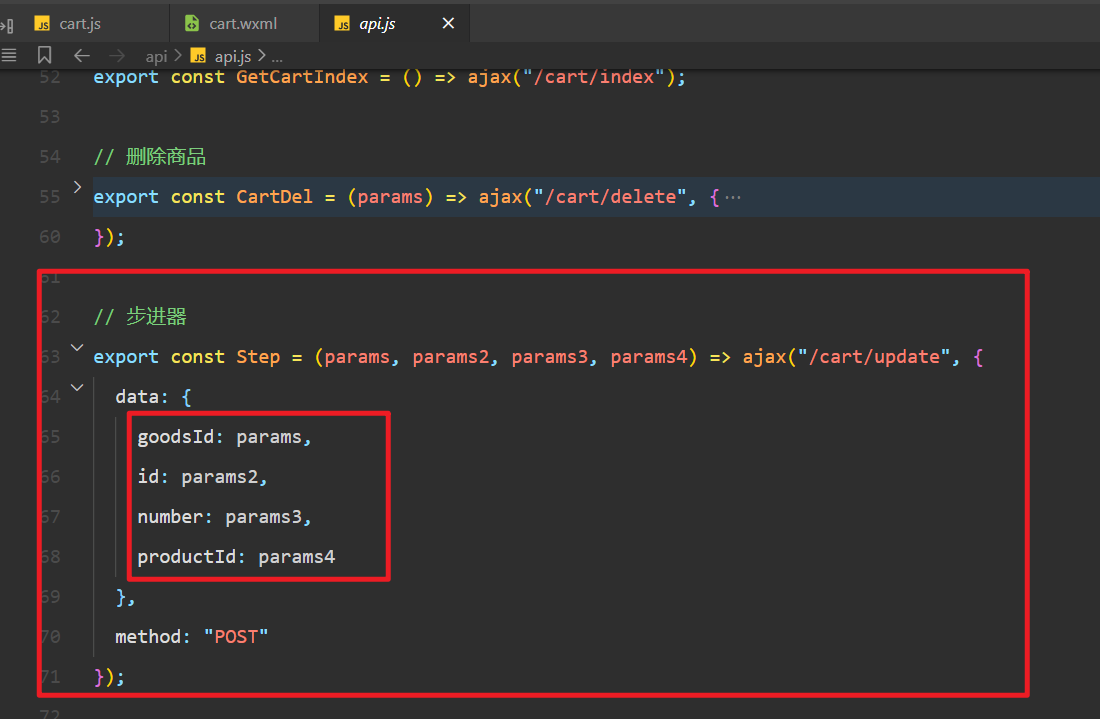 cart.js
cart.wxml
api.js
api > api.js > ...
52 export const GetCartIndex = () => ajax("/cart/index");
53
54 // 删除商品
55 export const CartDel = (params) => ajax("/cart/delete", { ···
60 });
61
62 // 步进器
63 export const Step = (params, params2, params3, params4) => ajax("/cart/update", {
64 data: {
65 goodsId: params,
66 id: params2,
67 number: params3,
68 productId: params4
69 },
70 method: "POST"
71 });
72